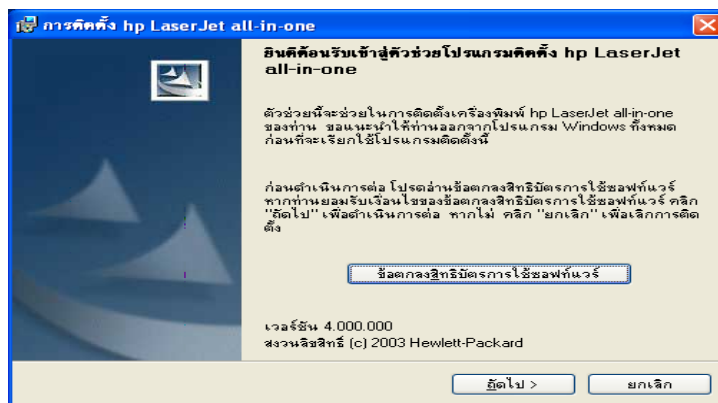 การติดตั้ง hp LaserJet all-in-one
ยินดีต้อนรับเข้าสู่ตัวช่วยโปรแกรมติดตั้ง hp LaserJet
all-in-one
ตัวช่วยนี้จะช่วยในการติดตั้งเครื่องพิมพ์ hp LaserJet all-in-one
ของท่าน ขอแนะนำให้ท่านออกจากโปรแกรม Windows ทั้งหมด
ก่อนที่จะเรียกใช้โปรแกรมติดตั้งนี้
ก่อนดำเนินการต่อ โปรดอ่านข้อตกลงสิทธิบัตรการใช้ซอฟท์แวร์
หากท่านยอมรับเงื่อนไขของข้อตกลงสิทธิบัตรการใช้ซอฟท์แวร์ คลิก
"ถัดไป" เพื่อดำเนินการต่อ หากไม่ คลิก "ยกเลิก" เพื่อเลิกการติด
ตั้ง
ข้อตกลงสิทธิบัตรการใช้ซอฟท์แวร์
เวอร์ชัน 4.000.000
สงวนลิขสิทธิ์ (c) 2003 Hewlett-Packard
ถัดไป > ยกเลิก